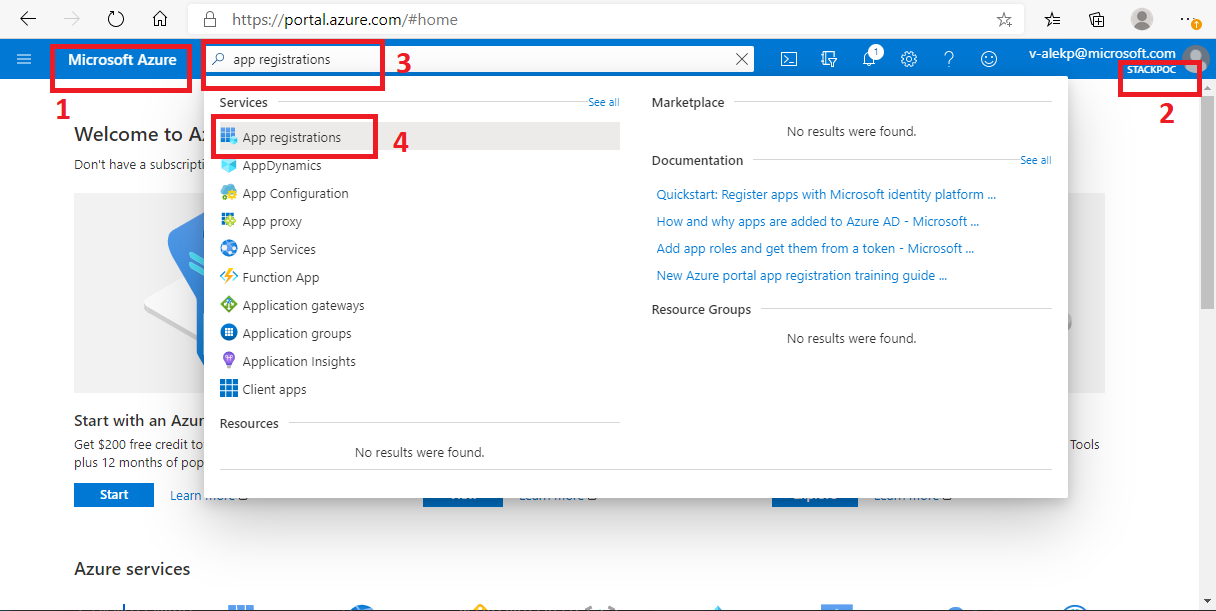 https://portal.azure.com/#home
Microsoft Azure
app registrations
3
1
v-alekp@microsoft.com
STACKPOC
2
1
Welcome to Az
Don't have a subscripti
Services
See all
App registrations
4
AppDynamics
App Configuration
App proxy
App Services
Function App
Application gateways
Application groups
Application Insights
Client apps
Resources
No results were found.
Marketplace
No results were found.
Documentation
See all
Quickstart: Register apps with Microsoft identity platform ...
How and why apps are added to Azure AD - Microsoft ...
Add app roles and get them from a token - Microsoft ...
New Azure portal app registration training guide ...
Resource Groups
No results were found.
Start with an Azur
Get $200 free credit to
plus 12 months of pop
Tools
Start
Learn more
Learn more
Explore
Learn more
Azure services